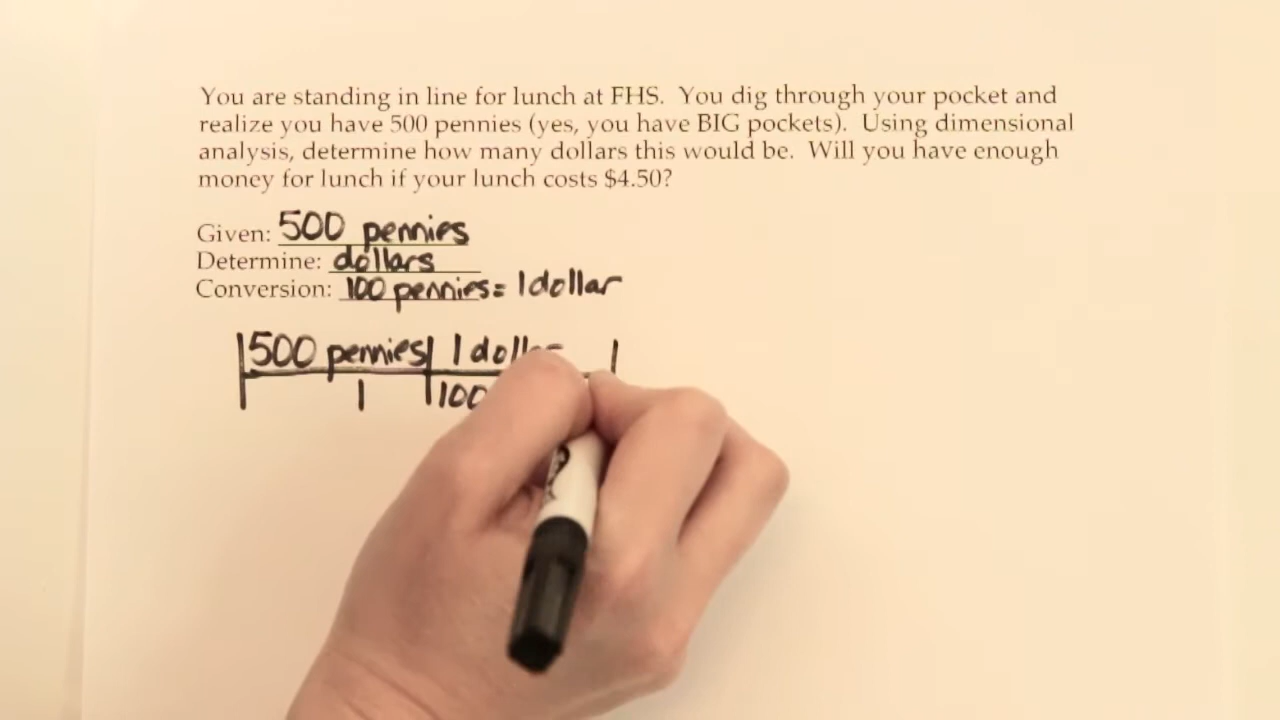 You are standing in line for lunch at FHS. You dig through your pocket and
realize you have 500 pennies (yes, you have BIG pockets). Using dimensional
analysis, determine how many dollars this would be. Will you have enough
money for lunch if your lunch costs $4.50?
Given: 500 pennies
Determine: dollars
Conversion: 100 pennies = 1 dollar
500 pennies 1
1 100